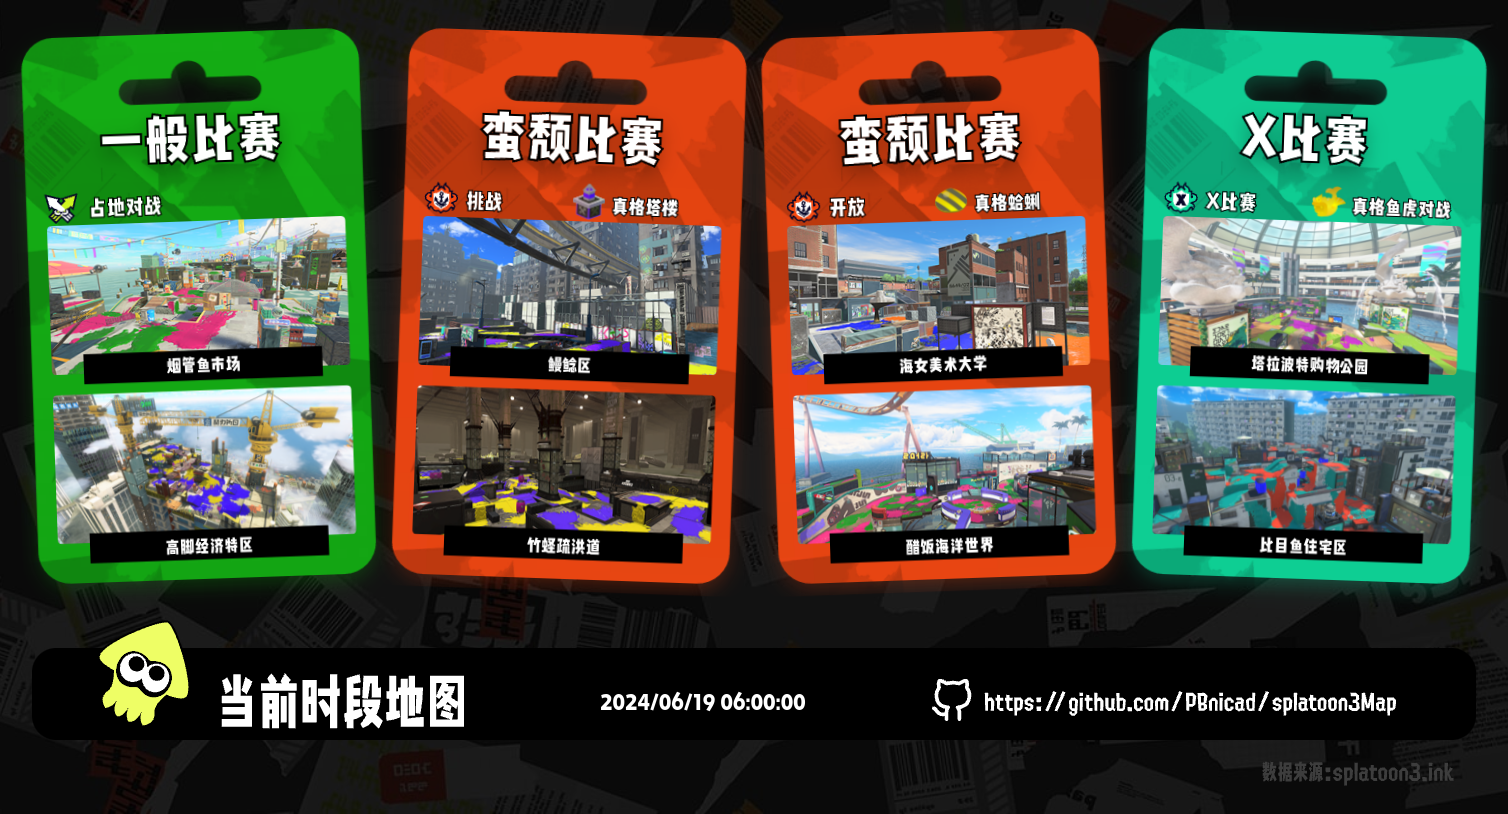 一般比赛
占地对战
烟管鱼市场
高脚经济特区
蛮颓比赛
挑战
真格塔楼
鳗鲶区
竹蛏疏洪道
蛮颓比赛
开放
真格蛤蜊
海女美术大学
醋饭海洋世界
X比赛
X比赛
真格鱼虎对战
塔拉波特购物公园
比目鱼住宅区
当前时段地图
2024/06/19 06:00:00
https://github.com/PBnicad/splatoon3Map
数据来源:splatoon3.ink